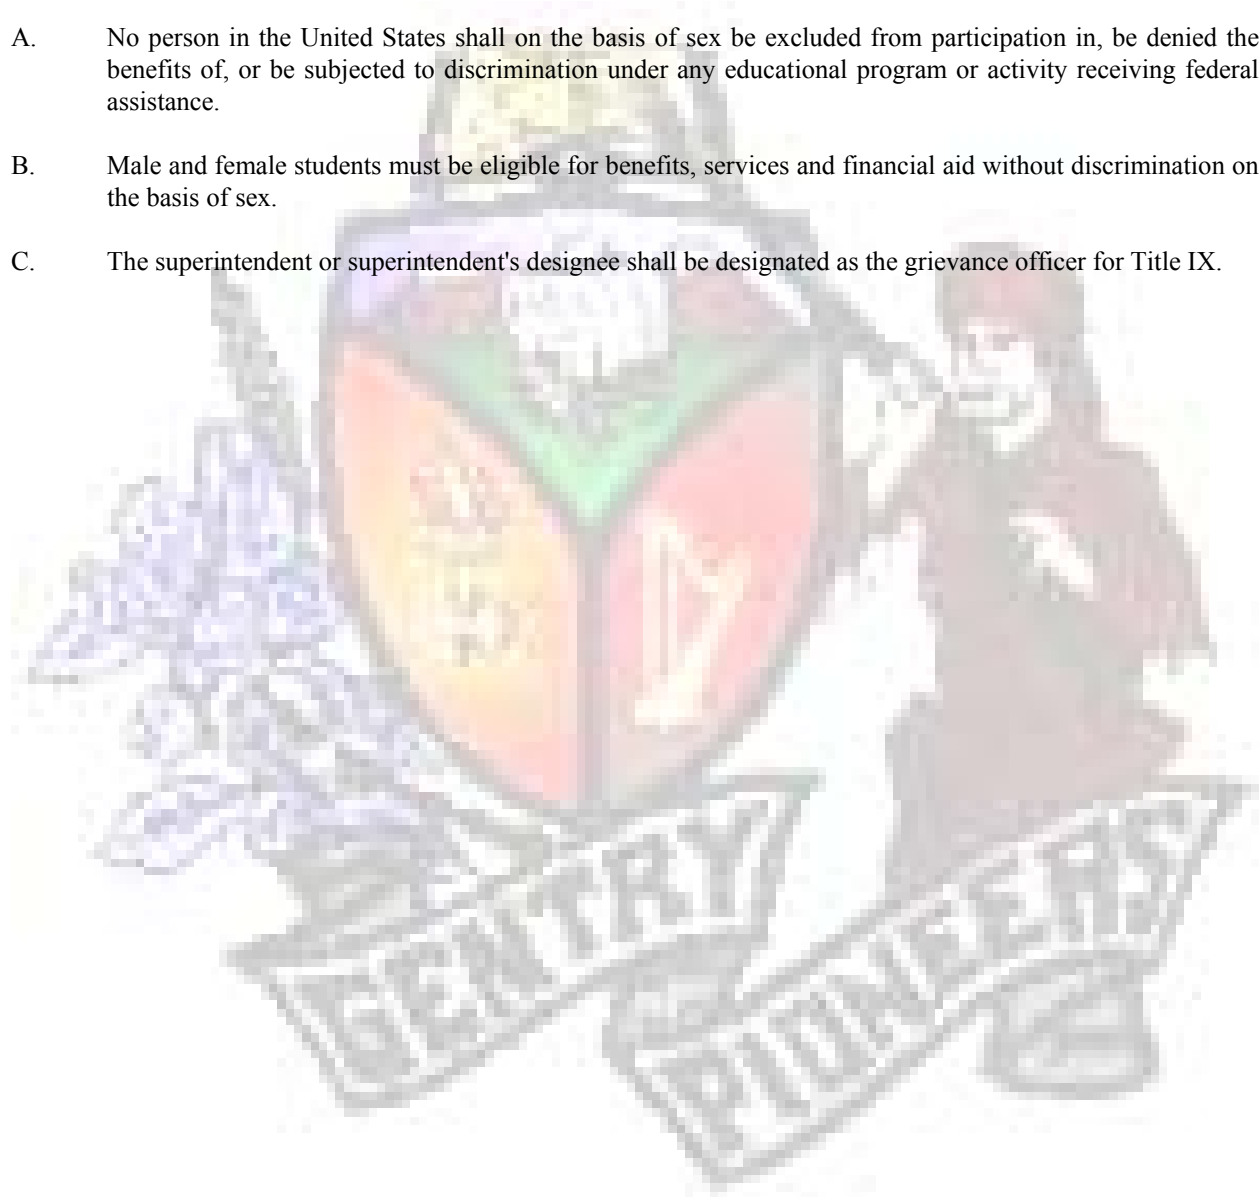 A. No person in the United States shall on the basis of sex be excluded from participation in, be denied the
benefits of, or be subjected to discrimination under any educational program or activity receiving federal
assistance.
B. Male and female students must be eligible for benefits, services and financial aid without discrimination on
the basis of sex.
C. The superintendent or superintendent's designee shall be designated as the grievance officer for Title IX.
GENTRY
PIONEERS